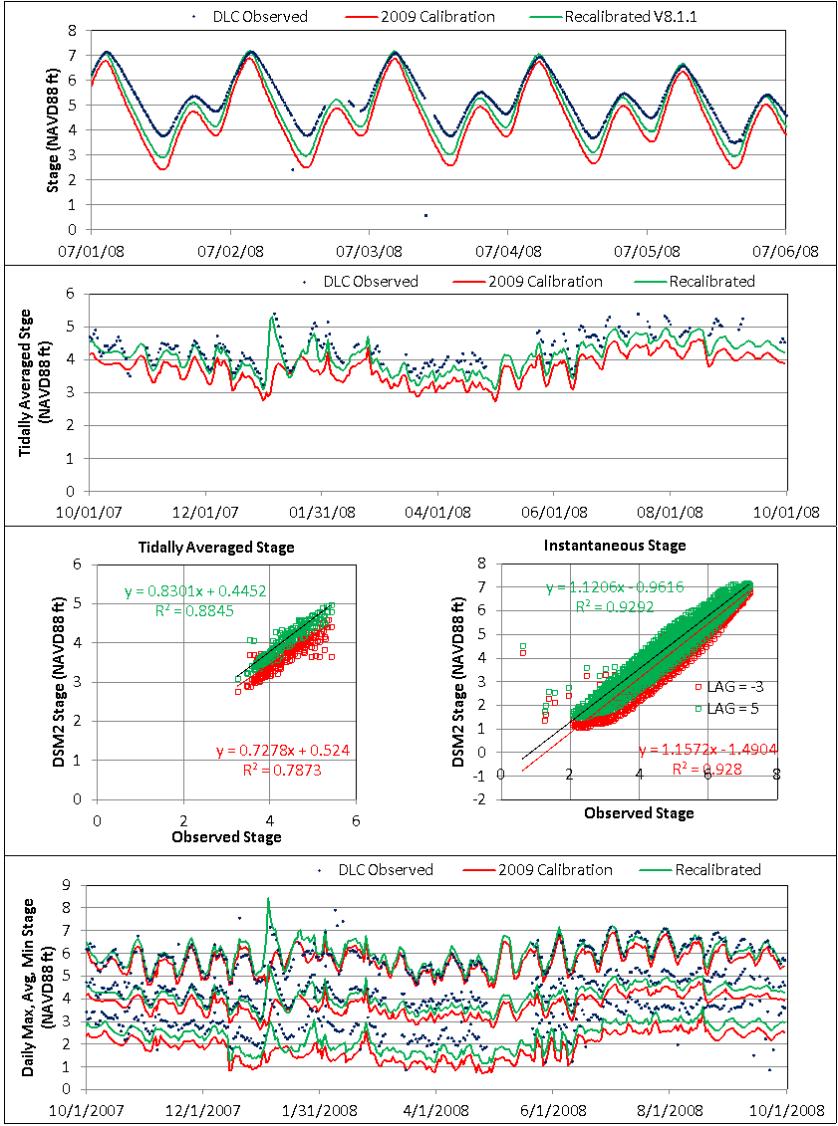 DLC Observed 2009 Calibration Recalibrated V8.1.1
Stage (NAVD88 ft)
8
7
6
5
4
3
2
1
0
07/01/08 07/02/08 07/03/08 07/04/08 07/05/08 07/06/08
DLC Observed 2009 Calibration Recalibrated
Tidally Averaged Stge
(NAVD88 ft)
6
5
4
3
2
1
0
10/01/07 12/01/07 01/31/08 04/01/08 06/01/08 08/01/08 10/01/08
Tidally Averaged Stage
DSM2 Stage (NAVD88 ft)
6
5
4
3
2
1
0
y = 0.8301x + 0.4452
R² = 0.8845
y = 0.7278x + 0.524
R² = 0.7873
0 2 4 6
Observed Stage
Instantaneous Stage
DSM2 Stage (NAVD88 ft)
8
7
6
5
4
3
2
1
0
-1
-2
y = 1.1206x - 0.9616
R² = 0.9292
LAG = -3
LAG = 5
y = 1.1572x - 1.4904
R² = 0.928
0 2 4 6 8
Observed Stage
DLC Observed 2009 Calibration Recalibrated
Daily Max, Avg, Min Stage
(NAVD88 ft)
9
8
7
6
5
4
3
2
1
0
10/1/2007 12/1/2007 1/31/2008 4/1/2008 6/1/2008 8/1/2008 10/1/2008